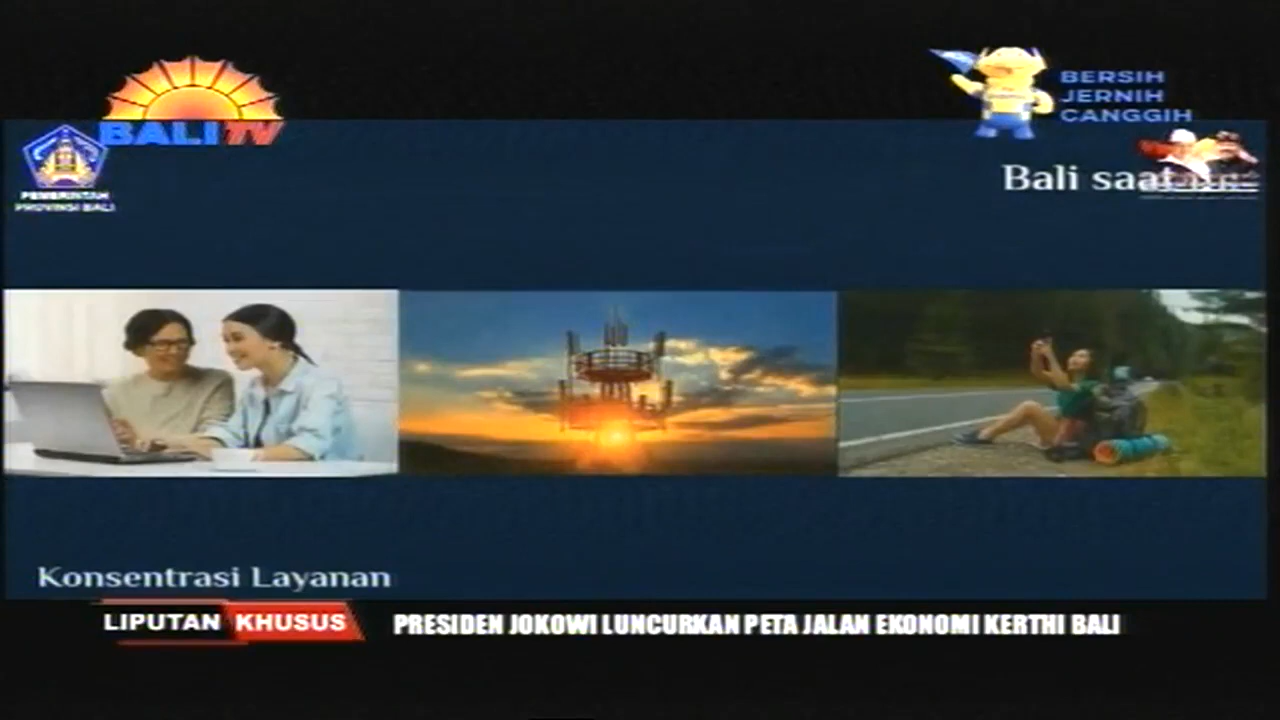 BALI TV
BERSIH
JERNIH
CANGGIH
PEMERINTAH
PROVINSI BALI
Bali saat
Konsentrasi Layanan
LIPUTAN KHUSUS
PRESIDEN JOKOWI LUNCURKAN PETA JALAN EKONOMI KERTHI BALI